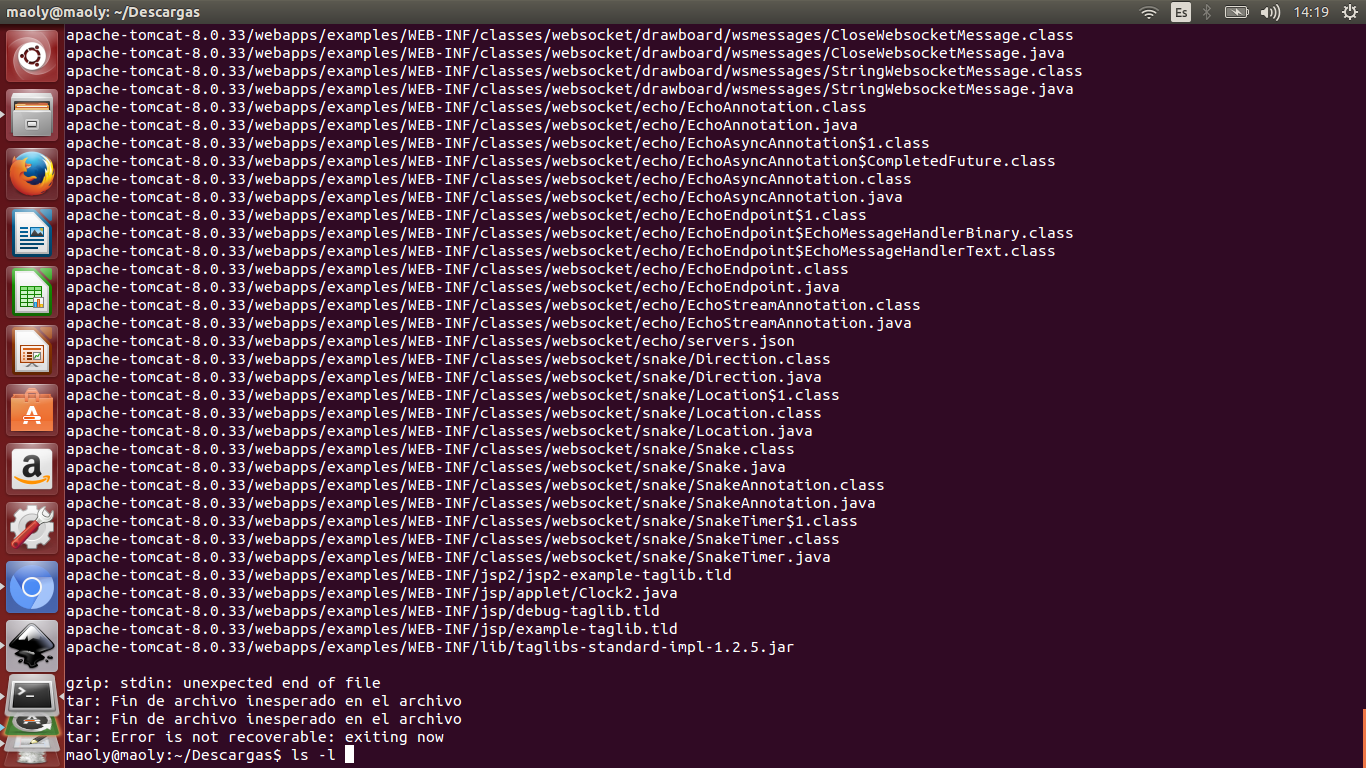 maoly@maoly: ~/Descargas
Es
14:19
apache-tomcat-8.0.33/webapps/examples/WEB-INF/classes/websocket/drawboard/wsmessages/CloseWebsocketMessage.class
apache-tomcat-8.0.33/webapps/examples/WEB-INF/classes/websocket/drawboard/wsmessages/CloseWebsocketMessage.java
apache-tomcat-8.0.33/webapps/examples/WEB-INF/classes/websocket/drawboard/wsmessages/StringWebsocketMessage.class
apache-tomcat-8.0.33/webapps/examples/WEB-INF/classes/websocket/drawboard/wsmessages/StringWebsocketMessage.java
apache-tomcat-8.0.33/webapps/examples/WEB-INF/classes/websocket/echo/EchoAnnotation.class
apache-tomcat-8.0.33/webapps/examples/WEB-INF/classes/websocket/echo/EchoAnnotation.java
apache-tomcat-8.0.33/webapps/examples/WEB-INF/classes/websocket/echo/EchoAsyncAnnotation$1.class
apache-tomcat-8.0.33/webapps/examples/WEB-INF/classes/websocket/echo/EchoAsyncAnnotation$CompletedFuture.class
apache-tomcat-8.0.33/webapps/examples/WEB-INF/classes/websocket/echo/EchoAsyncAnnotation.class
apache-tomcat-8.0.33/webapps/examples/WEB-INF/classes/websocket/echo/EchoAsyncAnnotation.java
apache-tomcat-8.0.33/webapps/examples/WEB-INF/classes/websocket/echo/EchoEndpoint$1.class
apache-tomcat-8.0.33/webapps/examples/WEB-INF/classes/websocket/echo/EchoEndpoint$EchoMessageHandlerBinary.class
apache-tomcat-8.0.33/webapps/examples/WEB-INF/classes/websocket/echo/EchoEndpoint$EchoMessageHandlerText.class
apache-tomcat-8.0.33/webapps/examples/WEB-INF/classes/websocket/echo/EchoEndpoint.class
apache-tomcat-8.0.33/webapps/examples/WEB-INF/classes/websocket/echo/EchoEndpoint.java
apache-tomcat-8.0.33/webapps/examples/WEB-INF/classes/websocket/echo/EchoStreamAnnotation.class
apache-tomcat-8.0.33/webapps/examples/WEB-INF/classes/websocket/echo/EchoStreamAnnotation.java
apache-tomcat-8.0.33/webapps/examples/WEB-INF/classes/websocket/echo/servers.json
apache-tomcat-8.0.33/webapps/examples/WEB-INF/classes/websocket/snake/Direction.class
apache-tomcat-8.0.33/webapps/examples/WEB-INF/classes/websocket/snake/Direction.java
apache-tomcat-8.0.33/webapps/examples/WEB-INF/classes/websocket/snake/Location$1.class
apache-tomcat-8.0.33/webapps/examples/WEB-INF/classes/websocket/snake/Location.class
apache-tomcat-8.0.33/webapps/examples/WEB-INF/classes/websocket/snake/Location.java
apache-tomcat-8.0.33/webapps/examples/WEB-INF/classes/websocket/snake/Snake.class
apache-tomcat-8.0.33/webapps/examples/WEB-INF/classes/websocket/snake/Snake.java
apache-tomcat-8.0.33/webapps/examples/WEB-INF/classes/websocket/snake/SnakeAnnotation.class
apache-tomcat-8.0.33/webapps/examples/WEB-INF/classes/websocket/snake/SnakeAnnotation.java
apache-tomcat-8.0.33/webapps/examples/WEB-INF/classes/websocket/snake/SnakeTimer$1.class
apache-tomcat-8.0.33/webapps/examples/WEB-INF/classes/websocket/snake/SnakeTimer.class
apache-tomcat-8.0.33/webapps/examples/WEB-INF/classes/websocket/snake/SnakeTimer.java
apache-tomcat-8.0.33/webapps/examples/WEB-INF/jsp2/jsp2-example-taglib.tld
apache-tomcat-8.0.33/webapps/examples/WEB-INF/jsp/applet/Clock2.java
apache-tomcat-8.0.33/webapps/examples/WEB-INF/jsp/debug-taglib.tld
apache-tomcat-8.0.33/webapps/examples/WEB-INF/jsp/example-taglib.tld
apache-tomcat-8.0.33/webapps/examples/WEB-INF/lib/taglibs-standard-impl-1.2.5.jar
gzip: stdin: unexpected end of file
tar: Fin de archivo inesperado en el archivo
tar: Fin de archivo inesperado en el archivo
tar: Error is not recoverable: exiting now
maoly@maoly:~/Descargas$ ls -l